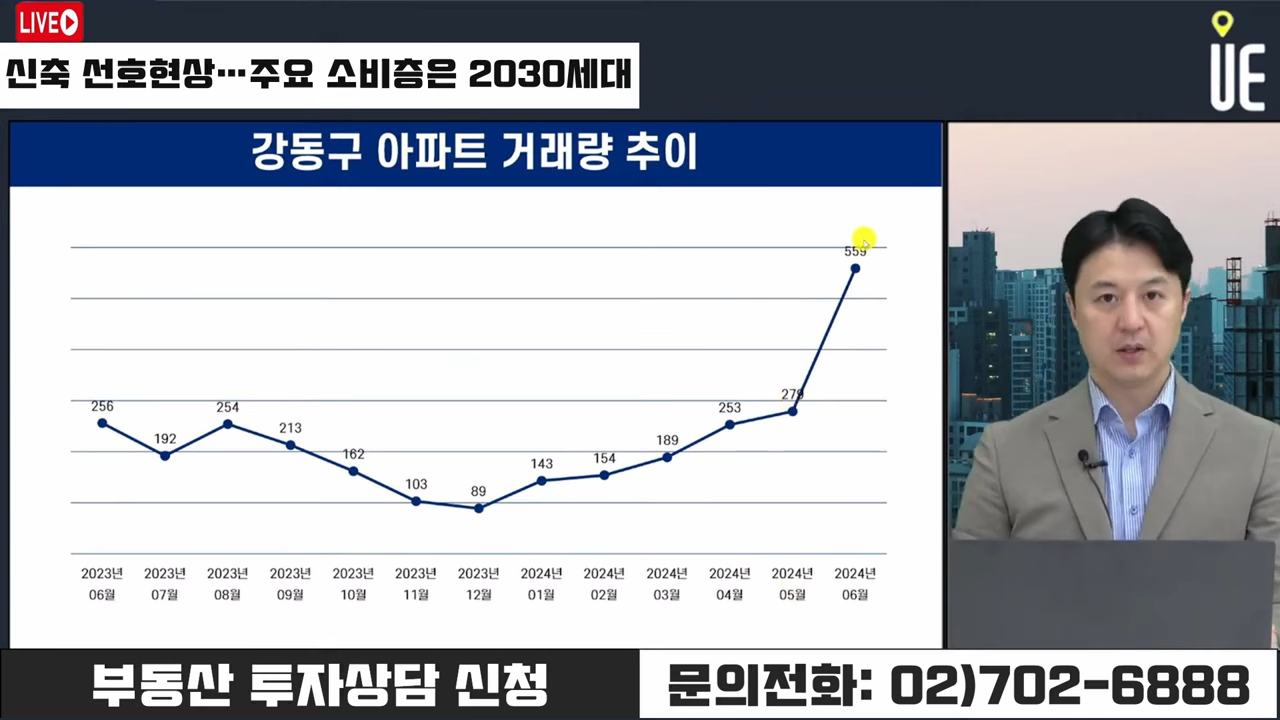 LIVE
신축 선호현상…주요 소비층은 2030세대
UE
강동구 아파트 거래량 추이
256
192
254
213
162
103
89
143
154
189
253
279
559
2023년 06월
2023년 07월
2023년 08월
2023년 09월
2023년 10월
2023년 11월
2023년 12월
2024년 01월
2024년 02월
2024년 03월
2024년 04월
2024년 05월
2024년 06월
부동산 투자상담 신청
문의전화: 02)702-6888